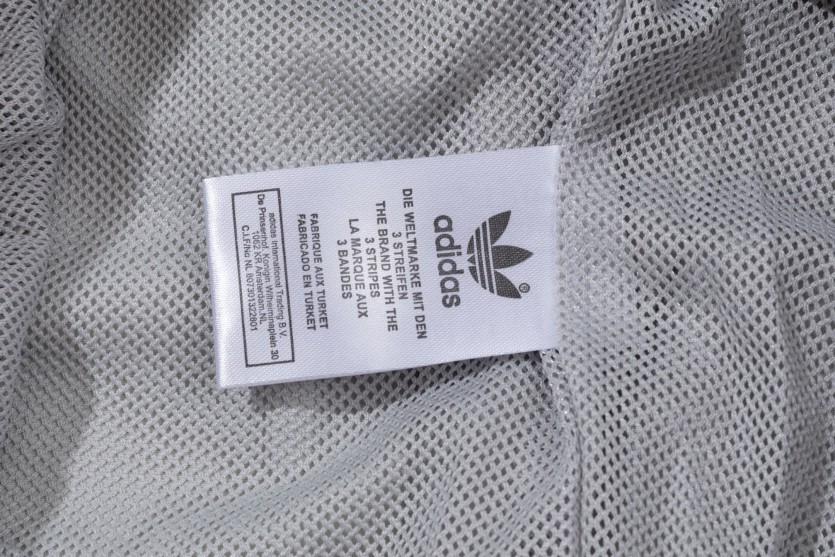 adidas®
DIE WELTMARKE MIT DEN
3 STREIFEN
THE BRAND WITH THE
3 STRIPES
LA MARQUE AUX
3 BANDES
FABRIQUE AUX TURKET
FABRICADO EN TURKET
adidas International Trading B.V.
De Prinsenhof, Konigin Wilhelminaplein 30
1062 KR Amsterdam,NL
C.I.F/No NL 807301322B01